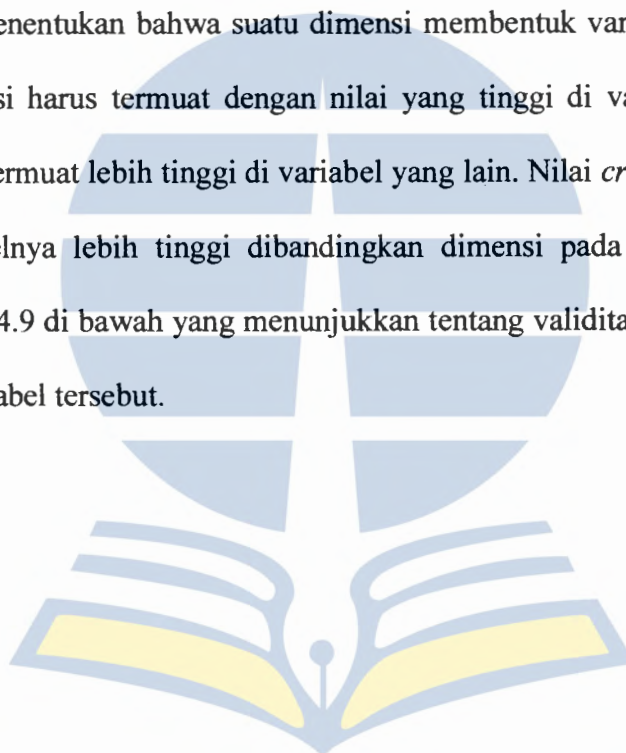 enentukan bahwa suatu dimensi membentuk var
si harus termuat dengan nilai yang tinggi di va
ermuat lebih tinggi di variabel yang lain. Nilai cr
elnya lebih tinggi dibandingkan dimensi pada
4.9 di bawah yang menunjukkan tentang validita
abel tersebut.